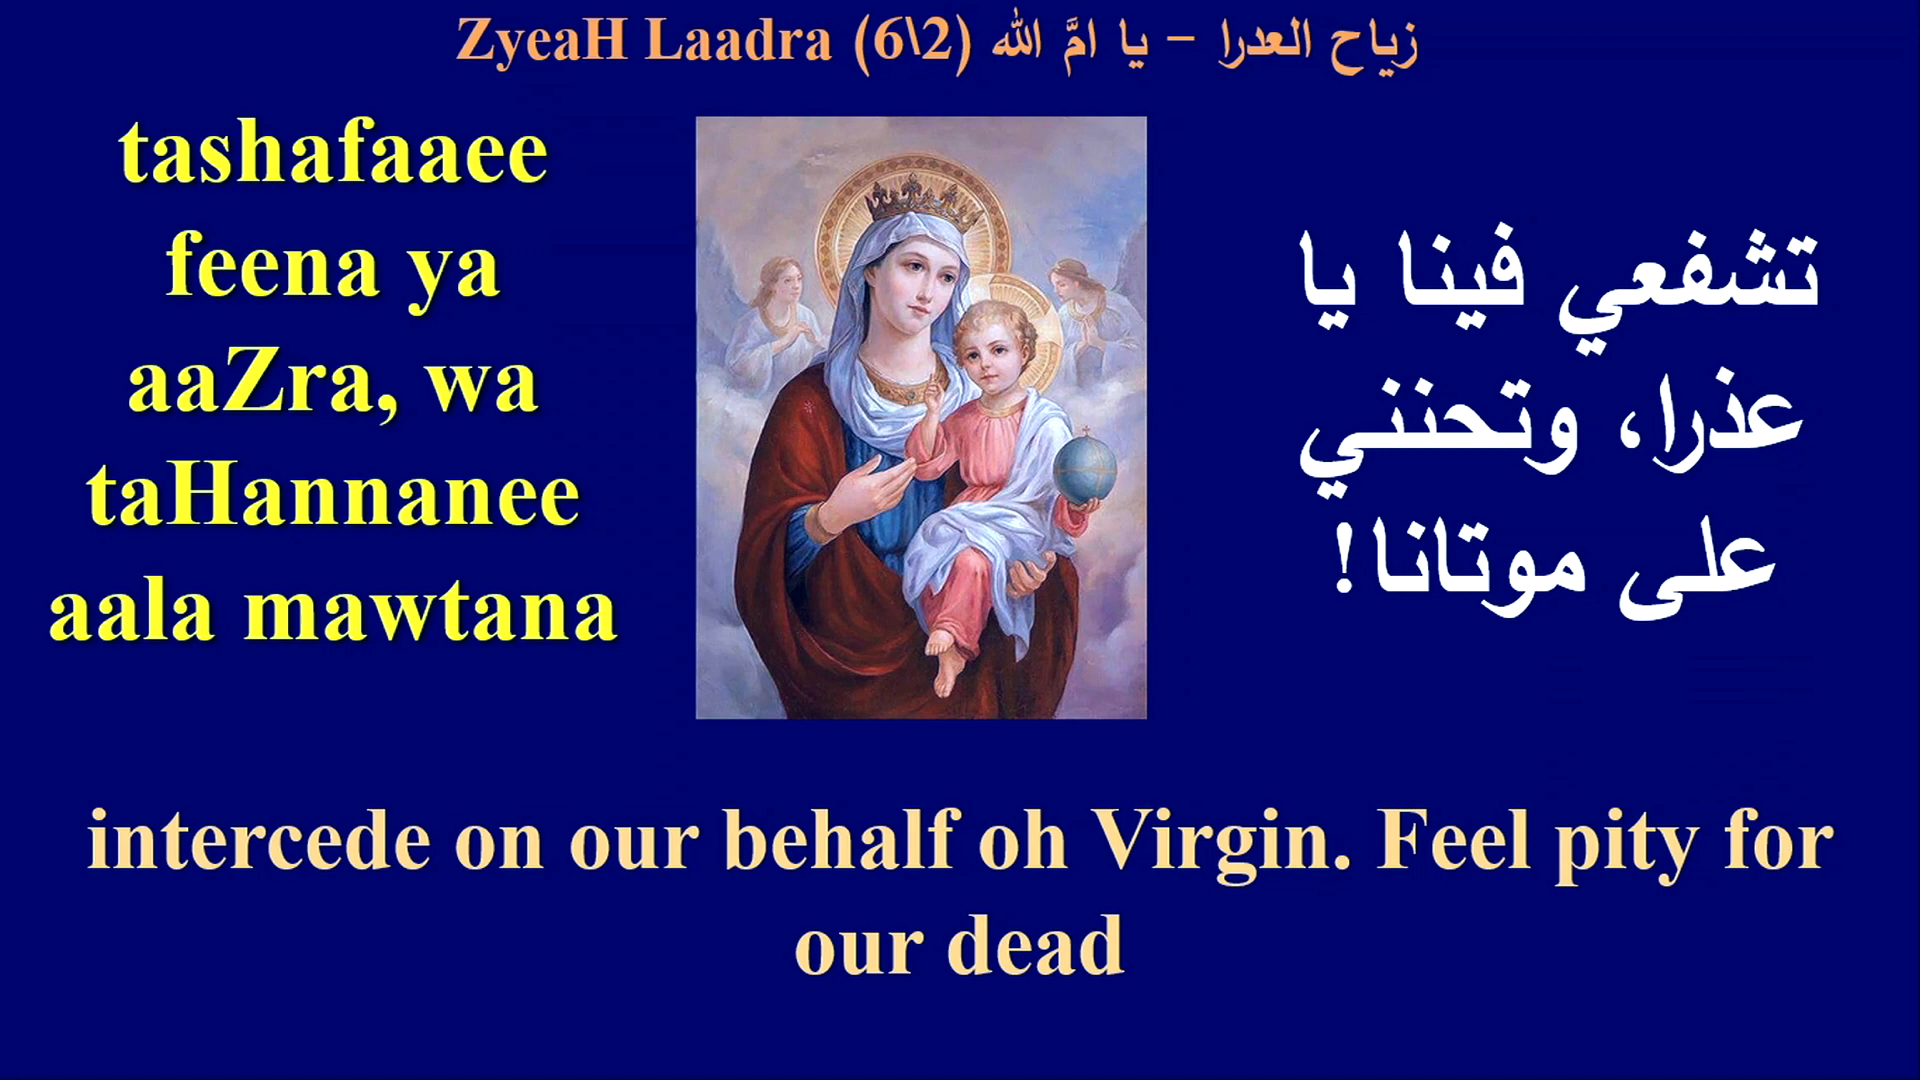 ZyeaH Laadra (6\2) زياح العدرا – يا امَّ الله
tashafaaee
feena ya
aaZra, wa
taHannanee
aala mawtana
تشفعي فينا يا
عذرا، وتحنني
على موتانا!
intercede on our behalf oh Virgin. Feel pity for
our dead